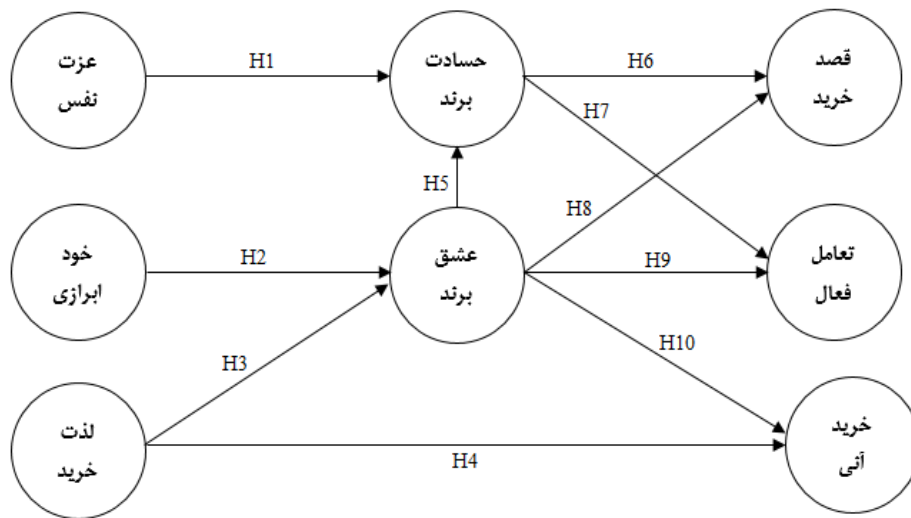 عزت
نفس
H1
حسادت
برند
H6
قصد
خرید
H7
H5
H8
خود
ابرازی
H2
عشق
برند
H9
تعامل
فعال
H3
H10
لذت
خرید
H4
خرید
آنی